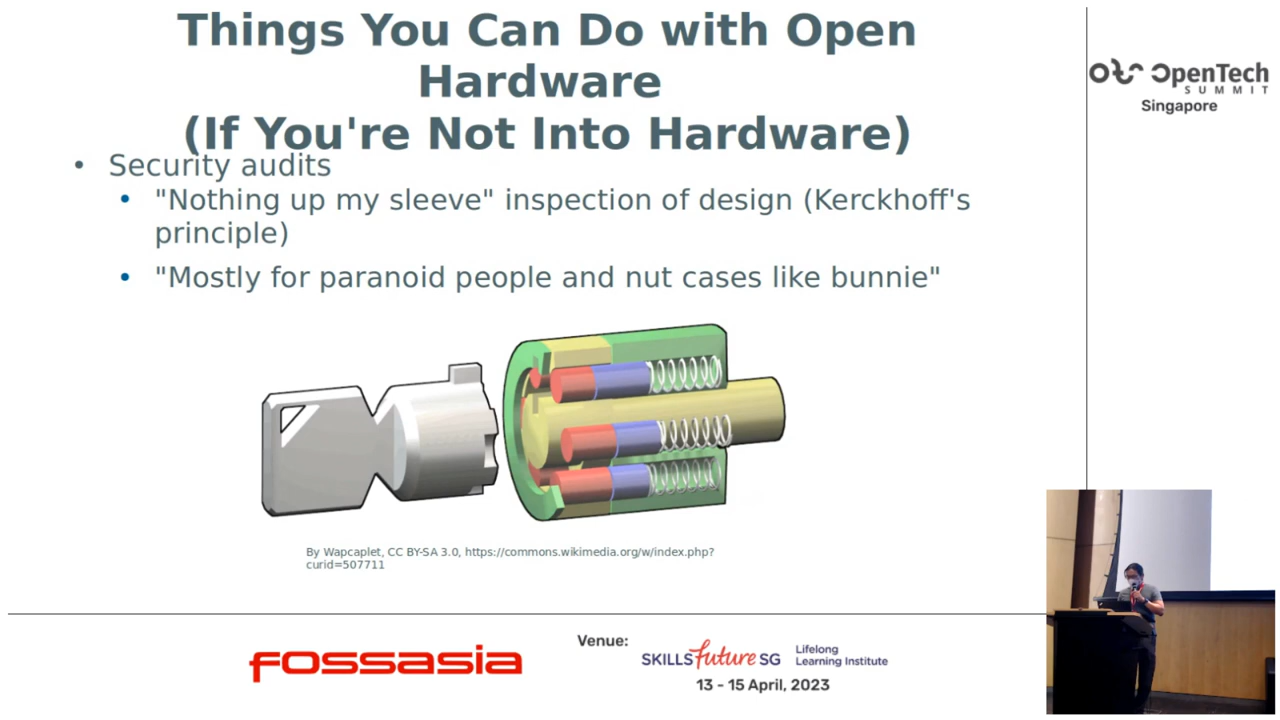 Things You Can Do with Open
Hardware
(If You're Not Into Hardware)
• Security audits
• "Nothing up my sleeve" inspection of design (Kerckhoff's
principle)
• "Mostly for paranoid people and nut cases like bunnie"
By Wapcaplet, CC BY-SA 3.0, https://commons.wikimedia.org/w/index.php?
curid=507711
OpenTech
SUMMIT
Singapore
fossasia
Venue:
SKILLSfuture SG
Lifelong
Learning Institute
13 - 15 April, 2023